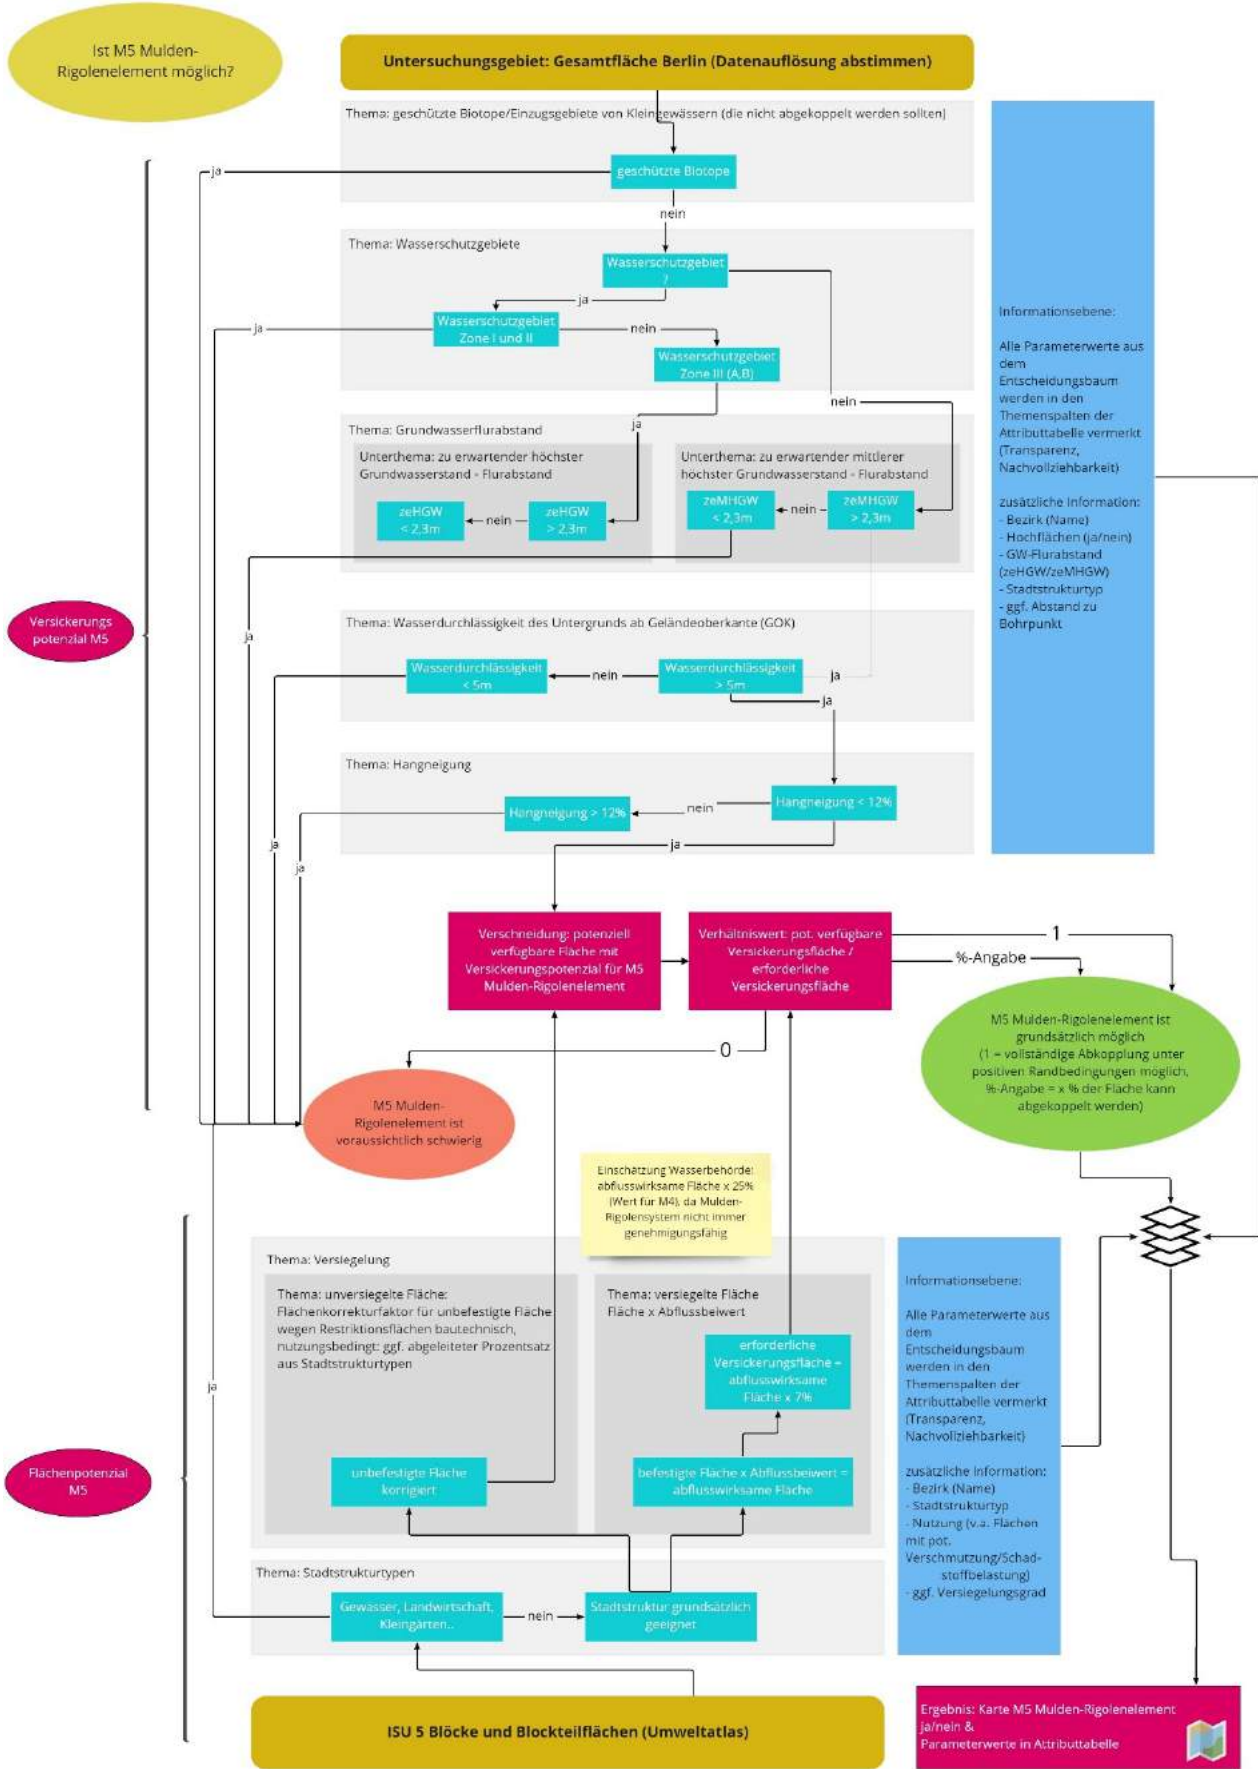 Ist M5 Mulden-
Rigolenelement möglich?
Untersuchungsgebiet: Gesamtfläche Berlin (Datenauflösung abstimmen)
Thema: geschützte Biotope/Einzugsgebiete von Kleingewässern (die nicht abgekoppelt werden sollten)
geschützte Biotope
ja
nein
Thema: Wasserschutzgebiete
Wasserschutzgebiet
?
ja
Wasserschutzgebiet
Zone I und II
ja
nein
Wasserschutzgebiet
Zone III (A,B)
nein
ja
Thema: Grundwasserflurabstand
Unterthema: zu erwartender höchster
Grundwasserstand - Flurabstand
zeHGW
< 2,3m
nein
zeHGW
> 2,3m
Unterthema: zu erwartender mittlerer
höchster Grundwasserstand - Flurabstand
zeMHGW
< 2,3m
nein
zeMHGW
> 2,3m
Versickerungs
potenzial M5
ja
Thema: Wasserdurchlässigkeit des Untergrunds ab Geländeoberkante (GOK)
Wasserdurchlässigkeit
< 5m
nein
Wasserdurchlässigkeit
> 5m
ja
ja
Thema: Hangneigung
Hangneigung > 12%
nein
Hangneigung < 12%
ja
ja
ja
Informationsebene:
Alle Parameterwerte aus
dem
Entscheidungsbaum
werden in den
Themenspalten der
Attributtabelle vermerkt
(Transparenz,
Nachvollziehbarkeit)
zusätzliche Information:
- Bezirk (Name)
- Hochflächen (ja/nein)
- GW-Flurabstand
(zeHGW/zeMHGW)
- Stadtstrukturtyp
- ggf. Abstand zu
Bohrpunkt
Verschneidung: potenziell
verfügbare Fläche mit
Versickerungspotenzial für M5
Mulden-Rigolenelement
Verhältniswert: pot. verfügbare
Versickerungsfläche /
erforderliche
Versickerungsfläche
1
%-Angabe
0
M5 Mulden-Rigolenelement ist
grundsätzlich möglich
(1 = vollständige Abkopplung unter
positiven Randbedingungen möglich,
%-Angabe = x % der Fläche kann
abgekoppelt werden)
M5 Mulden-
Rigolenelement ist
voraussichtlich schwierig
Einschätzung Wasserbehörde:
abflusswirksame Fläche x 25%
(Wert für M4), da Mulden-
Rigolensystem nicht immer
genehmigungsfähig
Thema: Versiegelung
Thema: unversiegelte Fläche:
Flächenkorrekturfaktor für unbefestigte Fläche
wegen Restriktionsflächen bautechnisch,
nutzungsbedingt: ggf. abgeleiteter Prozentsatz
aus Stadtstrukturtypen
unbefestigte Fläche
korrigiert
Thema: versiegelte Fläche
Fläche x Abflussbeiwert
erforderliche
Versickerungsfläche =
abflusswirksame
Fläche x 7%
befestigte Fläche x Abflussbeiwert =
abflusswirksame Fläche
ja
Flächenpotenzial
M5
Thema: Stadtstrukturtypen
Gewässer, Landwirtschaft,
Kleingärten..
nein
Stadtstruktur grundsätzlich
geeignet
Informationsebene:
Alle Parameterwerte aus
dem
Entscheidungsbaum
werden in den
Themenspalten der
Attributtabelle vermerkt
(Transparenz,
Nachvollziehbarkeit)
zusätzliche Information:
- Bezirk (Name)
- Stadtstrukturtyp
- Nutzung (v.a. Flächen
mit pot.
Verschmutzung/Schad-
stoffbelastung)
- ggf. Versiegelungsgrad
ISU 5 Blöcke und Blockteilflächen (Umweltatlas)
Ergebnis: Karte M5 Mulden-Rigolenelement
ja/nein &
Parameterwerte in Attributtabelle